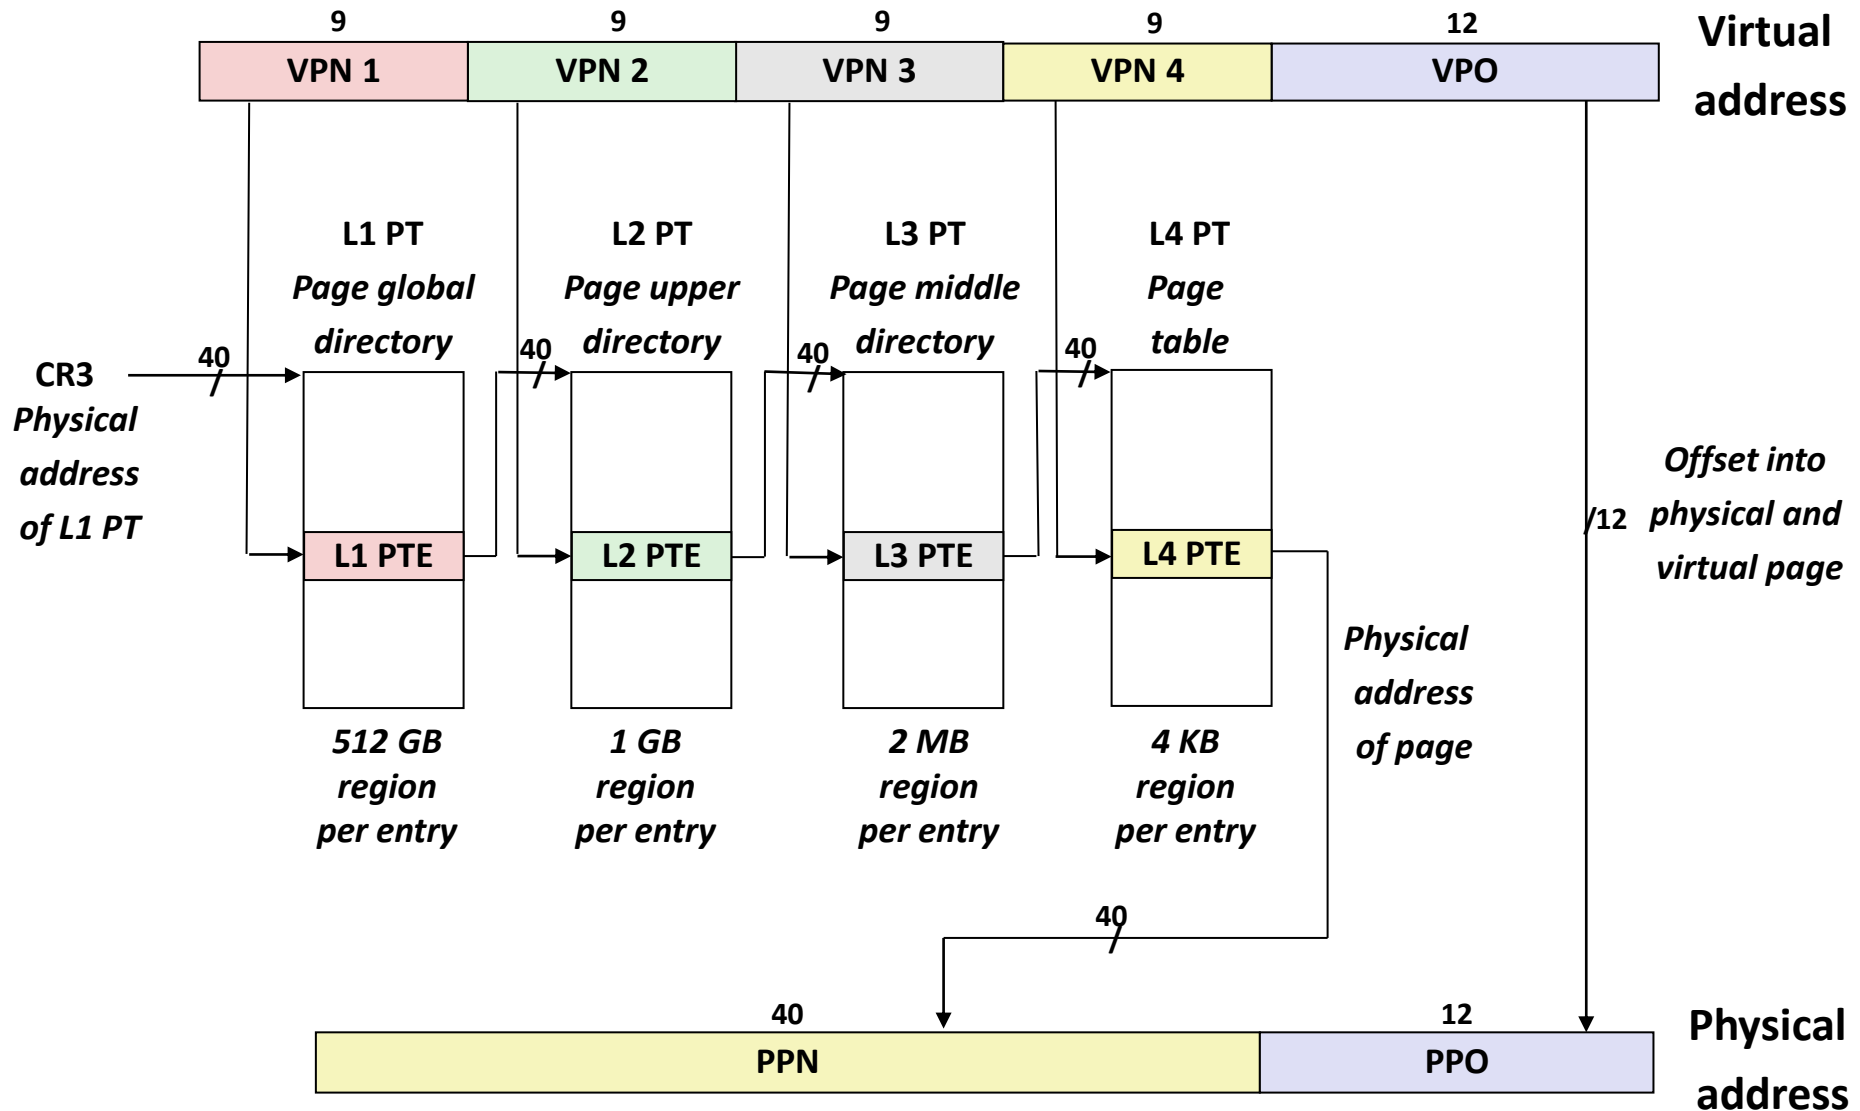 9 9 9 9 12
VPN 1 VPN 2 VPN 3 VPN 4 VPO
Virtual
address
L1 PT
Page global
directory
L2 PT
Page upper
directory
L3 PT
Page middle
directory
L4 PT
Page
table
40 40 40 40
CR3
Physical
address
of L1 PT
L1 PTE L2 PTE L3 PTE L4 PTE
/12
Offset into
physical and
virtual page
Physical
address
of page
512 GB
region
per entry
1 GB
region
per entry
2 MB
region
per entry
4 KB
region
per entry
40
40 12
PPN PPO
Physical
address